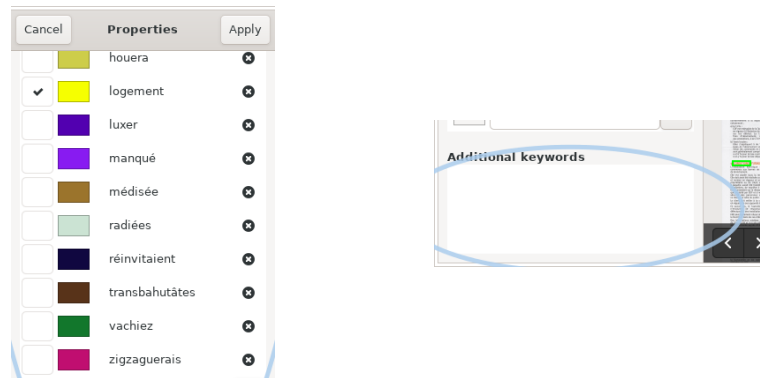 Cancel Properties Apply
houera
logement
luxer
manqué
médisée
radiées
réinvitaient
transbahutâtes
vachiez
zigzaguerais
Additional keywords